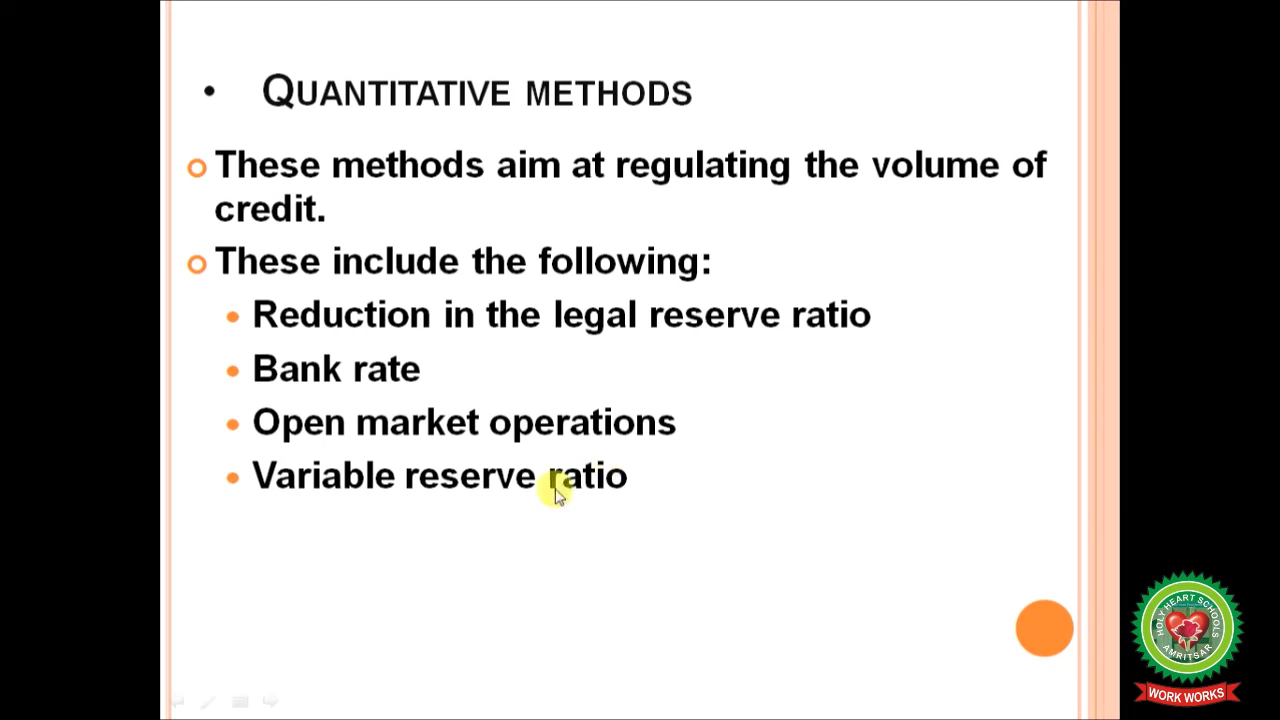 • QUANTITATIVE METHODS
These methods aim at regulating the volume of
credit.
These include the following:
• Reduction in the legal reserve ratio
• Bank rate
• Open market operations
• Variable reserve ratio
HOLY HEART SCHOOLS
AMRITSAR
WORK WORKS